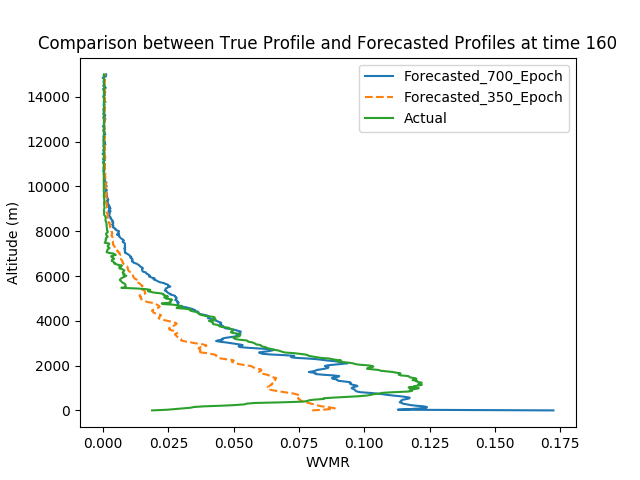 Comparison between True Profile and Forecasted Profiles at time 160
Forecasted_700_Epoch
Forecasted_350_Epoch
Actual
Altitude (m)
14000
12000
10000
8000
6000
4000
2000
0
0.000 0.025 0.050 0.075 0.100 0.125 0.150 0.175
WVMR